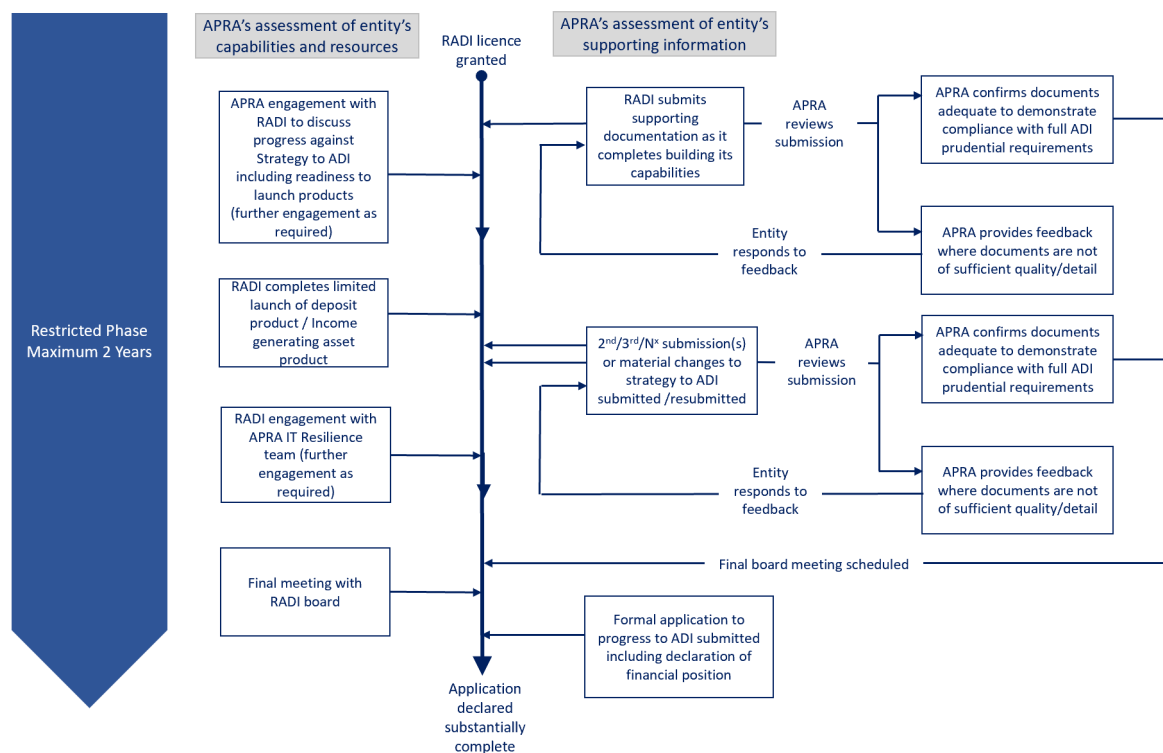 APRA's assessment of entity's
capabilities and resources
APRA's assessment of entity's
supporting information
RADI licence
granted
Restricted Phase
Maximum 2 Years
APRA engagement with
RADI to discuss
progress against
Strategy to ADI
including readiness to
launch products
(further engagement as
required)
RADI submits
supporting
documentation as it
completes building its
capabilities
APRA
reviews
submission
APRA confirms documents
adequate to demonstrate
compliance with full ADI
prudential requirements
Entity
responds to
feedback
APRA provides feedback
where documents are not
of sufficient quality/detail
RADI completes limited
launch of deposit
product / Income
generating asset
product
2nd/3rd/Nx submission(s)
or material changes to
strategy to ADI
submitted /resubmitted
APRA
reviews
submission
APRA confirms documents
adequate to demonstrate
compliance with full ADI
prudential requirements
RADI engagement with
APRA IT Resilience
team (further
engagement as
required)
Entity
responds to
feedback
APRA provides feedback
where documents are not
of sufficient quality/detail
Final meeting with
RADI board
Final board meeting scheduled
Formal application to
progress to ADI submitted
including declaration of
financial position
Application
declared
substantially
complete